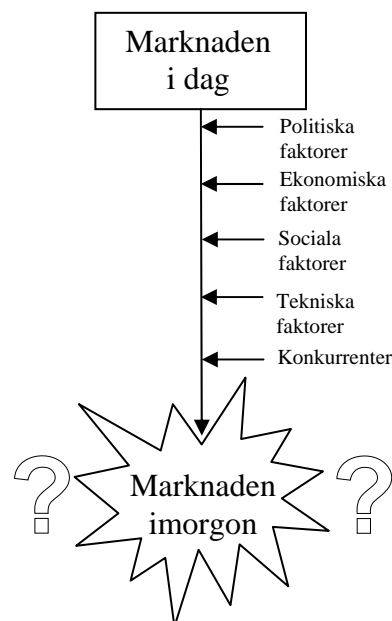 Marknaden
i dag
Politiska
faktorer
Ekonomiska
faktorer
Sociala
faktorer
Tekniska
faktorer
Konkurrenter
? ?
Marknaden
imorgon